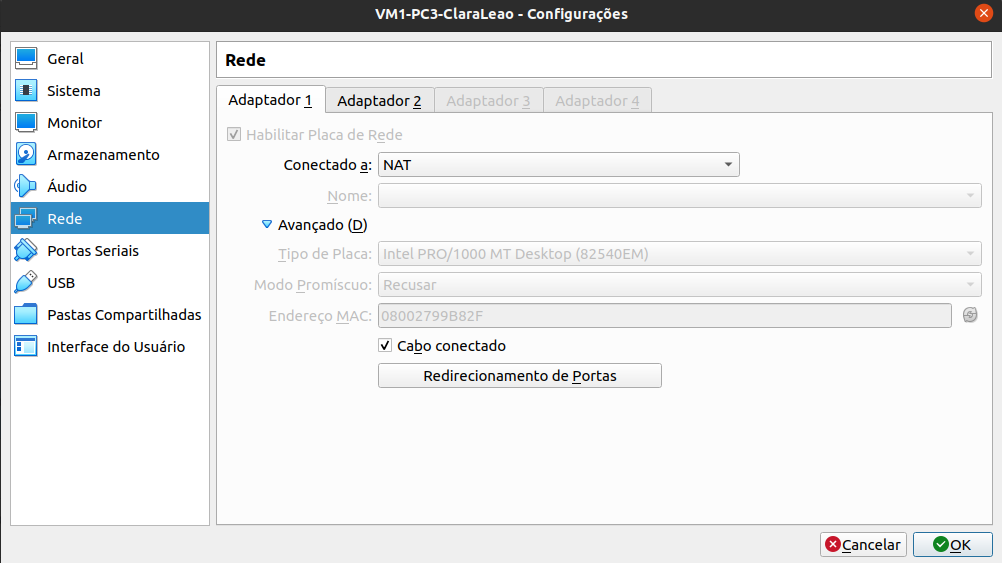 VM1-PC3-ClaraLeao - Configurações
Geral
Sistema
Monitor
Armazenamento
Áudio
Rede
Portas Seriais
USB
Pastas Compartilhadas
Interface do Usuário
Rede
Adaptador 1 Adaptador 2 Adaptador 3 Adaptador 4
Habilitar Placa de Rede
Conectado a: NAT
Nome:
Avançado (D)
Tipo de Placa: Intel PRO/1000 MT Desktop (82540EM)
Modo Promíscuo: Recusar
Endereço MAC: 08002799B82F
Cabo conectado
Redirecionamento de Portas
Cancelar OK